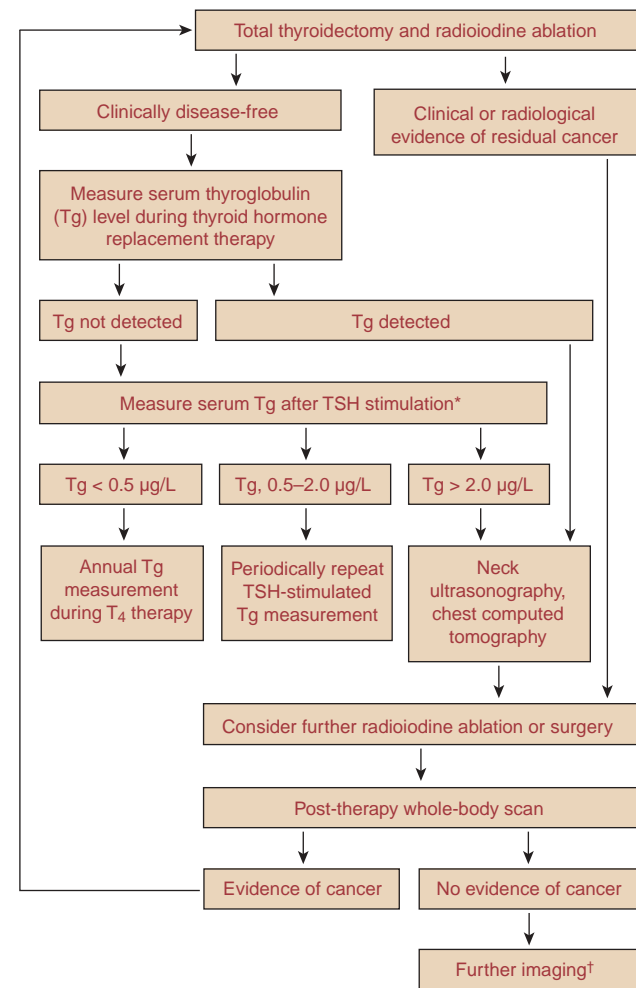 Total thyroidectomy and radioiodine ablation
Clinically disease-free
Clinical or radiological
evidence of residual cancer
Measure serum thyroglobulin
(Tg) level during thyroid hormone
replacement therapy
Tg not detected
Tg detected
Measure serum Tg after TSH stimulation*
Tg < 0.5 µg/L
Tg, 0.5–2.0 µg/L
Tg > 2.0 µg/L
Annual Tg
measurement
during T₄ therapy
Periodically repeat
TSH-stimulated
Tg measurement
Neck
ultrasonography,
chest computed
tomography
Consider further radioiodine ablation or surgery
Post-therapy whole-body scan
Evidence of cancer
No evidence of cancer
Further imaging†